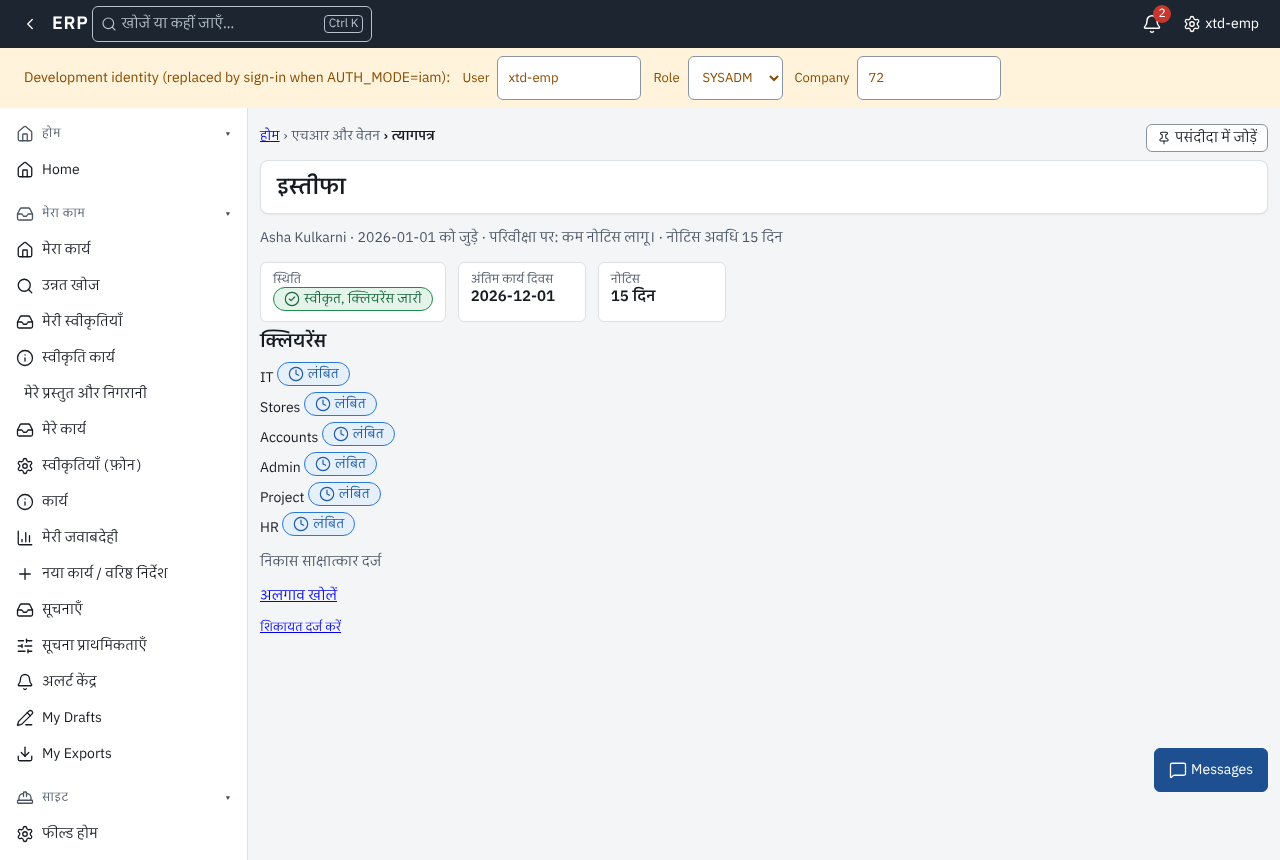 ERP
खोजें या कहीं जाएँ...
Ctrl K
2
xtd-emp
Development identity (replaced by sign-in when AUTH_MODE=iam):
User
xtd-emp
Role
SYSADM
Company
72
होम
Home
मेरा काम
मेरा कार्य
उन्नत खोज
मेरी स्वीकृतियाँ
स्वीकृति कार्य
मेरे प्रस्तुत और निगरानी
मेरे कार्य
स्वीकृतियाँ (फ़ोन)
कार्य
मेरी जवाबदेही
नया कार्य / वरिष्ठ निर्देश
सूचनाएँ
सूचना प्राथमिकताएँ
अलर्ट केंद्र
My Drafts
My Exports
साइट
फील्ड होम
होम › एचआर और वेतन › त्यागपत्र
पसंदीदा में जोड़ें
इस्तीफा
Asha Kulkarni · 2026-01-01 को जुड़े · परिवीक्षा पर: कम नोटिस लागू। · नोटिस अवधि 15 दिन
स्थिति
स्वीकृत, क्लियरेंस जारी
अंतिम कार्य दिवस
2026-12-01
नोटिस
15 दिन
क्लियरेंस
IT लंबित
Stores लंबित
Accounts लंबित
Admin लंबित
Project लंबित
HR लंबित
निकास साक्षात्कार दर्ज
अलगाव खोलें
शिकायत दर्ज करें
Messages